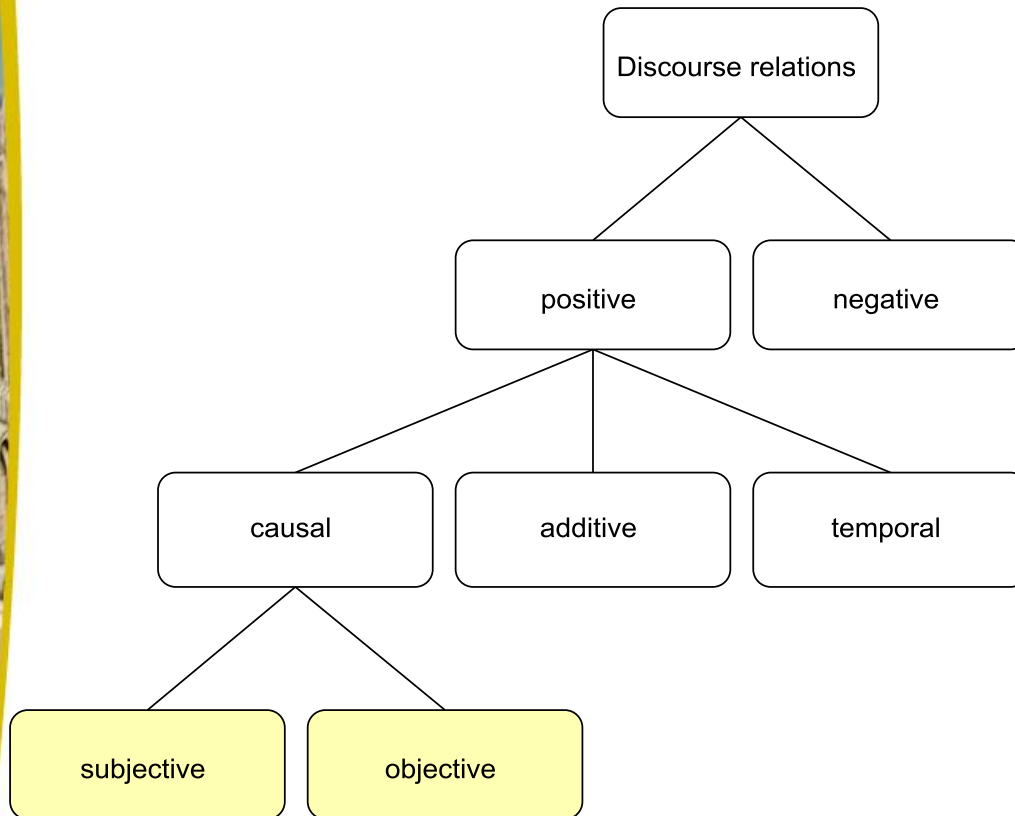 Discourse relations
positive
negative
causal
additive
temporal
subjective
objective